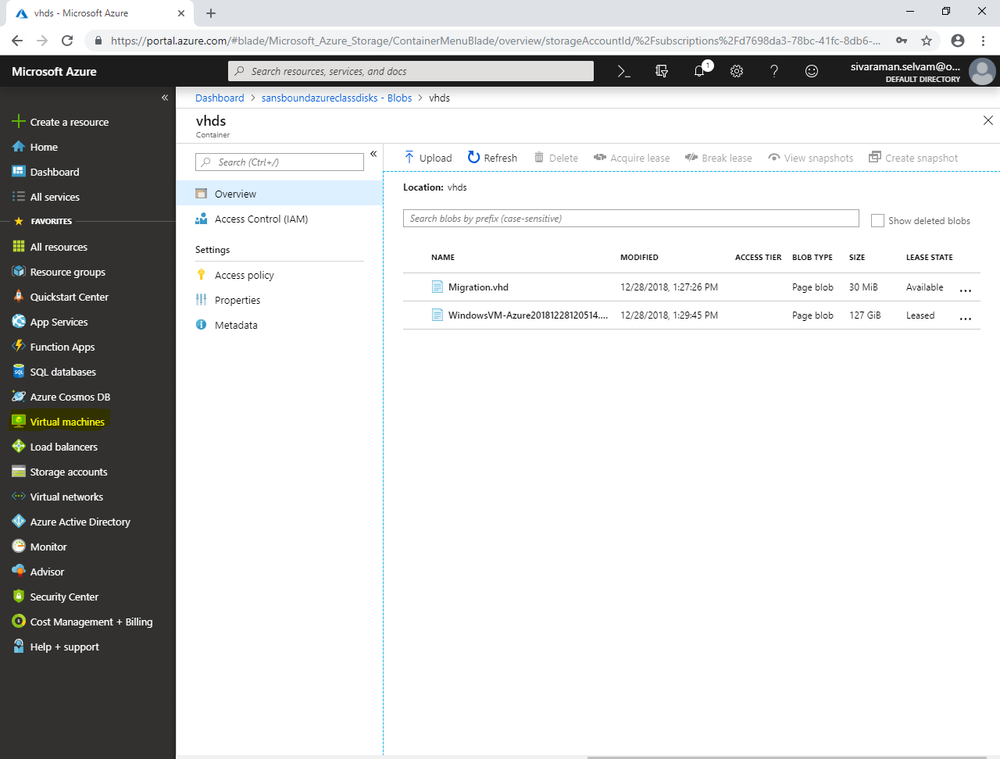 vhds - Microsoft Azure
https://portal.azure.com/#blade/Microsoft_Azure_Storage/ContainerMenuBlade/overview/storageAccountId/%2Fsubscriptions%2Fd7698da3-78bc-41fc-8db6-...
Microsoft Azure
Search resources, services, and docs
1
sivaraman.selvam@o...
DEFAULT DIRECTORY
Create a resource
Home
Dashboard
All services
FAVORITES
All resources
Resource groups
Quickstart Center
App Services
Function Apps
SQL
SQL databases
Azure Cosmos DB
Virtual machines
Load balancers
Storage accounts
Virtual networks
Azure Active Directory
Monitor
Advisor
Security Center
Cost Management + Billing
Help + support
Dashboard > sansboundazureclassdisks - Blobs > vhds
vhds
Container
Search (Ctrl+/)
Overview
Access Control (IAM)
Settings
Access policy
Properties
Metadata
Upload Refresh Delete Acquire lease Break lease View snapshots Create snapshot
Location: vhds
Search blobs by prefix (case-sensitive)
Show deleted blobs
NAME MODIFIED ACCESS TIER BLOB TYPE SIZE LEASE STATE
Migration.vhd 12/28/2018, 1:27:26 PM Page blob 30 MiB Available ...
WindowsVM-Azure20181228120514.... 12/28/2018, 1:29:45 PM Page blob 127 GiB Leased ...